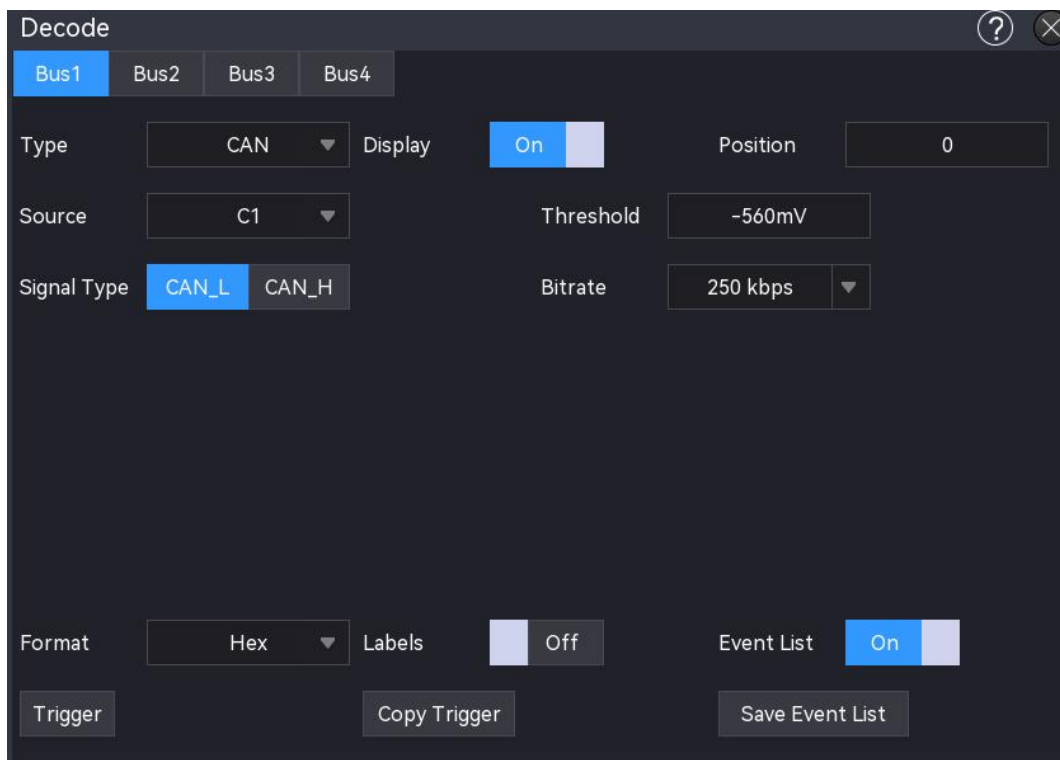 Decode
?
Bus1 Bus2 Bus3 Bus4
Type CAN Display On Position 0
Source C1 Threshold -560mV
Signal Type CAN_L CAN_H Bitrate 250 kbps
Format Hex Labels Off Event List On
Trigger Copy Trigger Save Event List